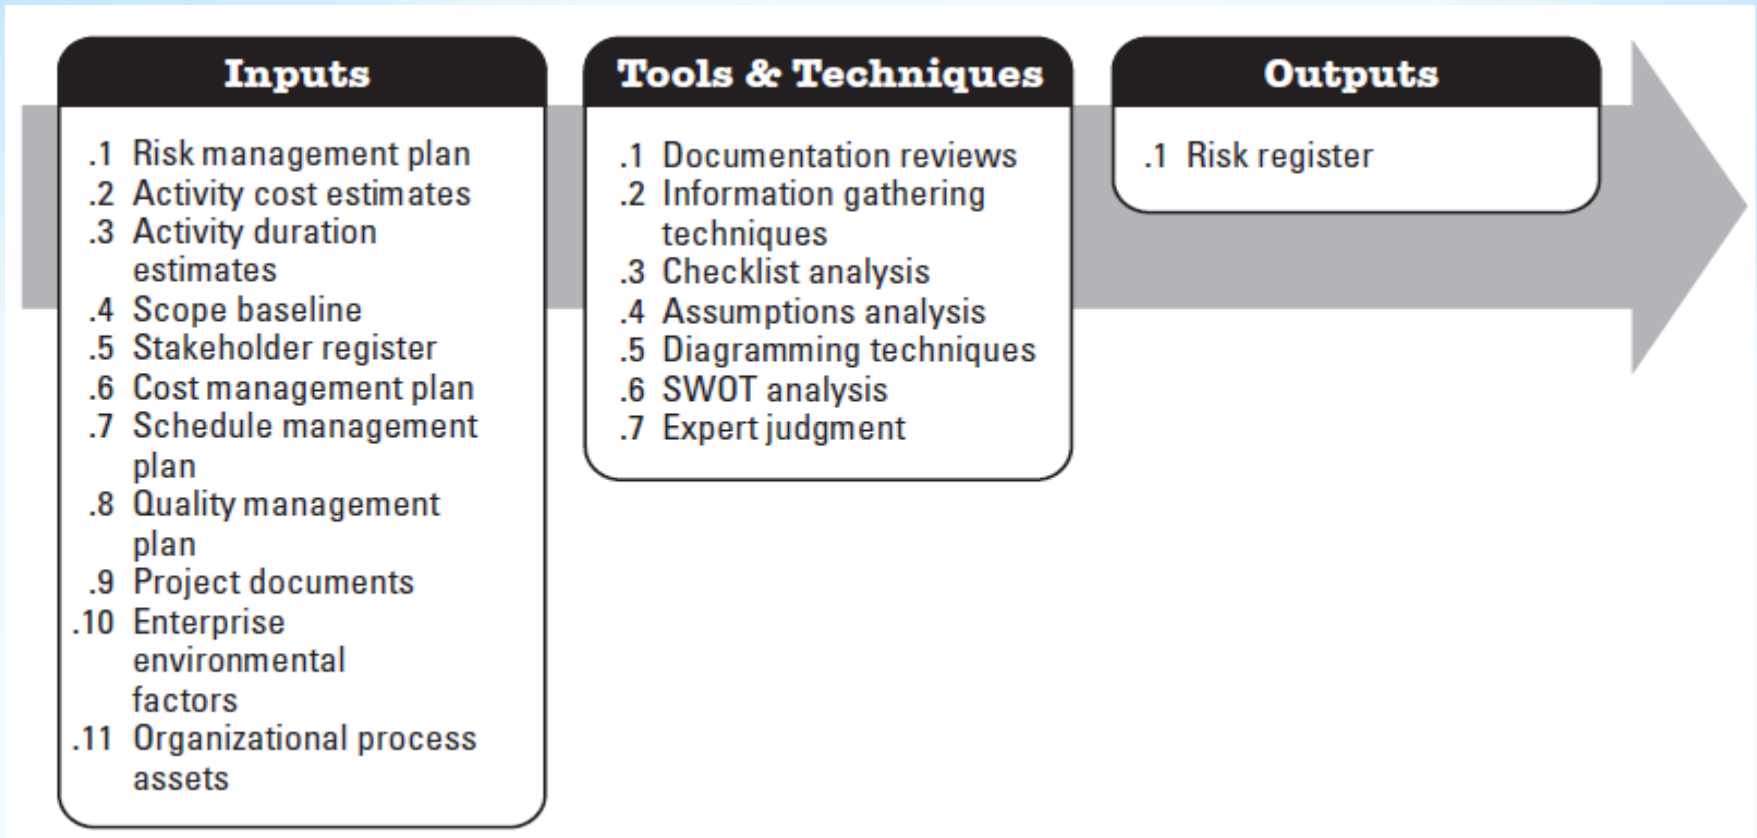 Inputs
.1 Risk management plan
.2 Activity cost estimates
.3 Activity duration
estimates
.4 Scope baseline
.5 Stakeholder register
.6 Cost management plan
.7 Schedule management
plan
.8 Quality management
plan
.9 Project documents
.10 Enterprise
environmental
factors
.11 Organizational process
assets
Tools & Techniques
.1 Documentation reviews
.2 Information gathering
techniques
.3 Checklist analysis
.4 Assumptions analysis
.5 Diagramming techniques
.6 SWOT analysis
.7 Expert judgment
Outputs
.1 Risk register